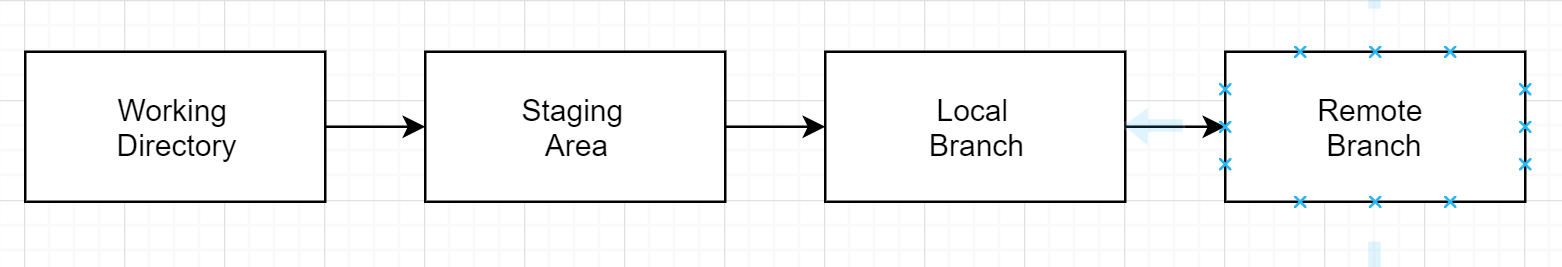 Working
Directory
Staging
Area
Local
Branch
Remote
Branch